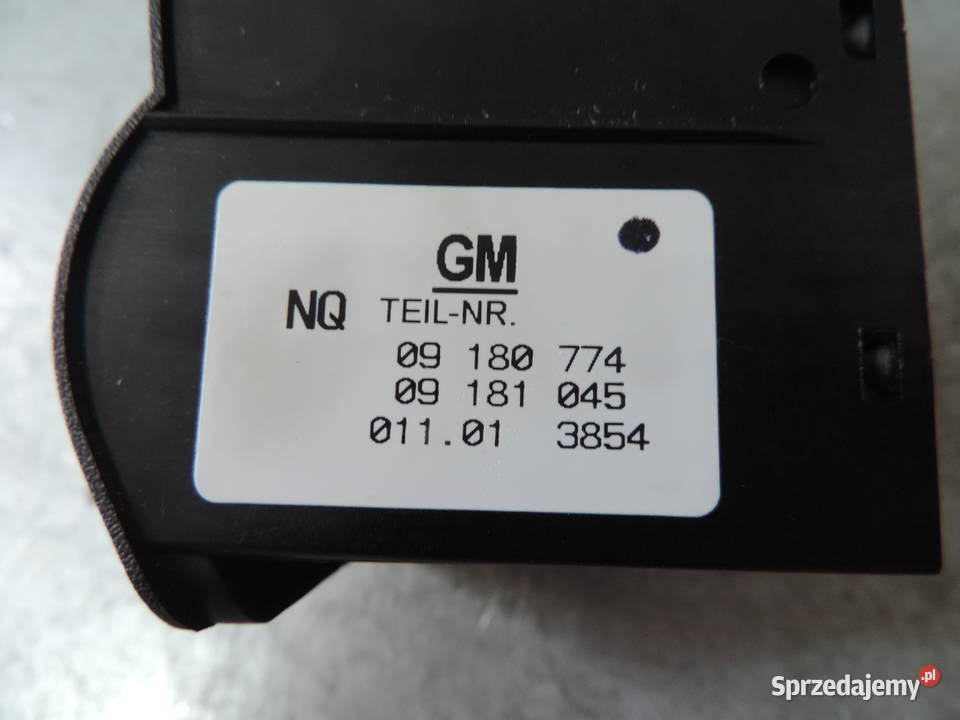 GM
NQ TEIL-NR.
09 180 774
09 181 045
011.01 3854
Sprzedajemy.pl